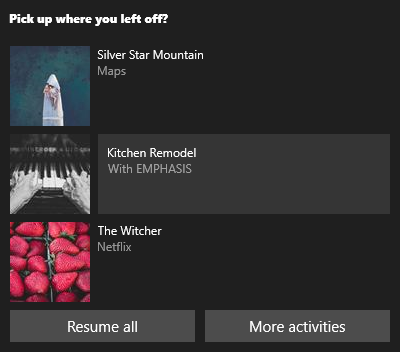 Pick up where you left off?
Silver Star Mountain
Maps
Kitchen Remodel
With EMPHASIS
The Witcher
Netflix
Resume all
More activities